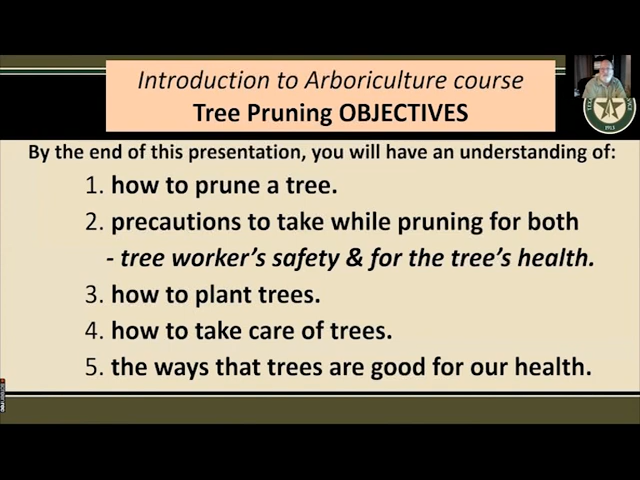 Introduction to Arboriculture course
Tree Pruning OBJECTIVES
By the end of this presentation, you will have an understanding of:
1. how to prune a tree.
2. precautions to take while pruning for both
- tree worker's safety & for the tree's health.
3. how to plant trees.
4. how to take care of trees.
5. the ways that trees are good for our health.
1915